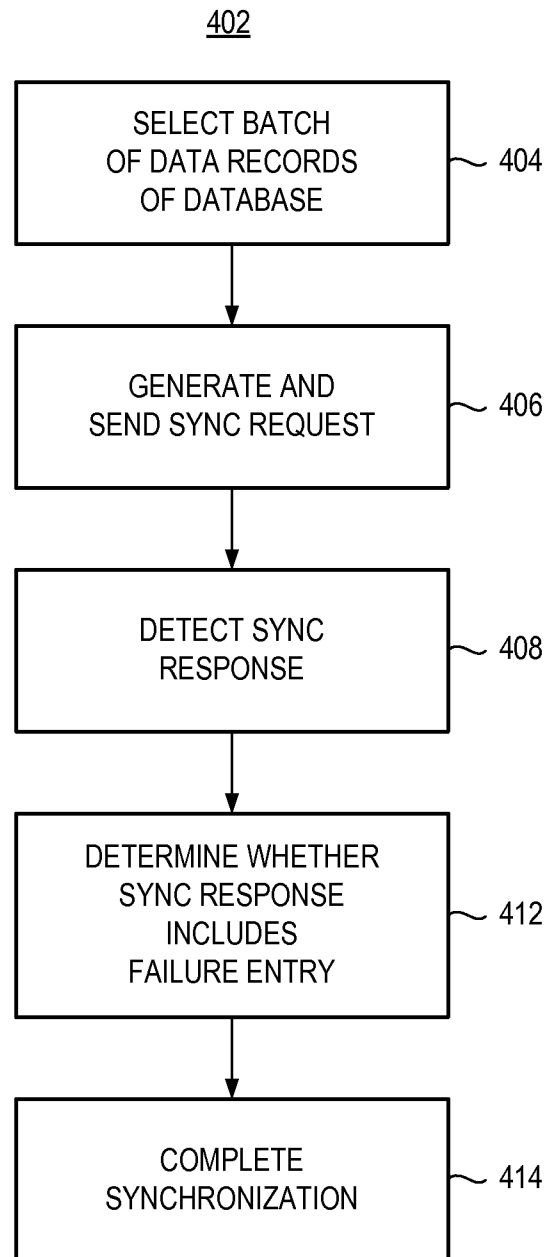 402
SELECT BATCH
OF DATA RECORDS
OF DATABASE
404
GENERATE AND
SEND SYNC REQUEST
406
DETECT SYNC
RESPONSE
408
DETERMINE WHETHER
SYNC RESPONSE
INCLUDES
FAILURE ENTRY
412
COMPLETE
SYNCHRONIZATION
414